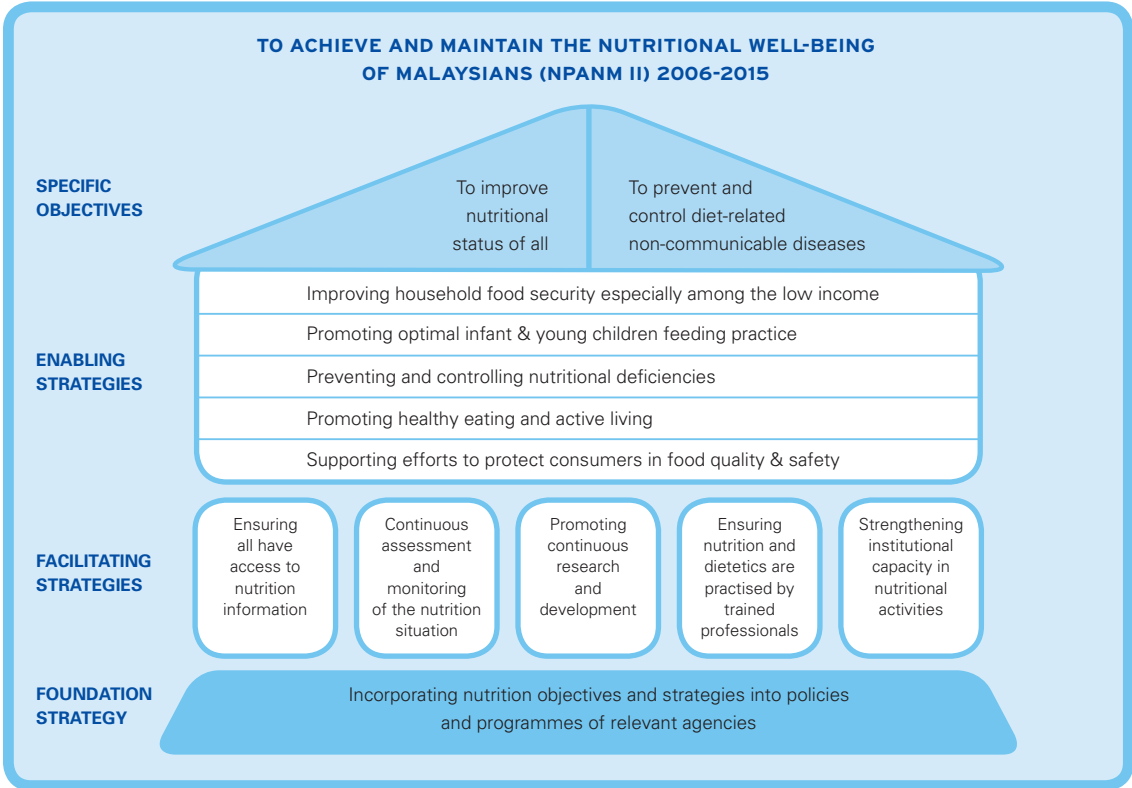 TO ACHIEVE AND MAINTAIN THE NUTRITIONAL WELL-BEING
OF MALAYSIANS (NPANM II) 2006-2015
SPECIFIC
OBJECTIVES
To improve
nutritional
status of all
To prevent and
control diet-related
non-communicable diseases
ENABLING
STRATEGIES
Improving household food security especially among the low income
Promoting optimal infant & young children feeding practice
Preventing and controlling nutritional deficiencies
Promoting healthy eating and active living
Supporting efforts to protect consumers in food quality & safety
FACILITATING
STRATEGIES
Ensuring
all have
access to
nutrition
information
Continuous
assessment
and
monitoring
of the nutrition
situation
Promoting
continuous
research
and
development
Ensuring
nutrition and
dietetics are
practised by
trained
professionals
Strengthening
institutional
capacity in
nutritional
activities
FOUNDATION
STRATEGY
Incorporating nutrition objectives and strategies into policies
and programmes of relevant agencies